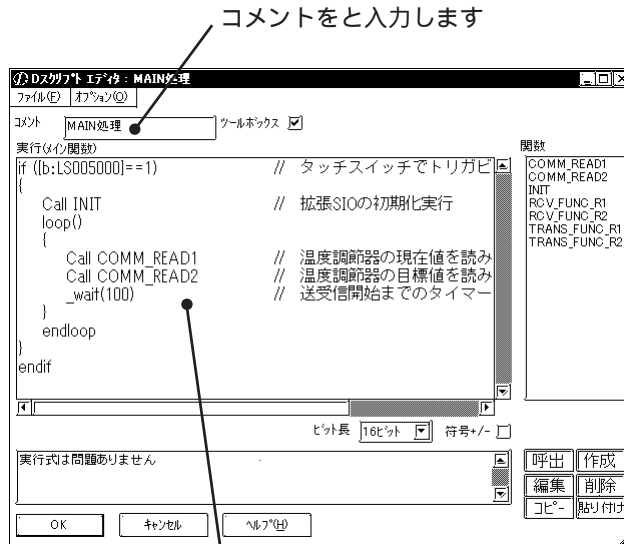 コメントをと入力します
Dスクリプト エディタ : MAIN処理
ファイル(F) オプション(O)
コメント MAIN処理 ツールボックス
実行(メイン関数) 関数
if ([b:LS005000]==1) // タッチスイッチでトリガビ
{
Call INIT // 拡張SIOの初期化実行
loop()
{
Call COMM_READ1 // 温度調節器の現在値を読み
Call COMM_READ2 // 温度調節器の目標値を読み
_wait(100) // 送受信開始までのタイマー
}
endloop
}
endif
COMM_READ1
COMM_READ2
INIT
RCV_FUNC_R1
RCV_FUNC_R2
TRANS_FUNC_R1
TRANS_FUNC_R2
ビット長 16ビット 符号+/-
実行式は問題ありません
呼出 作成
編集 削除
コピー 貼り付け
OK キャンセル ヘルプ(H)